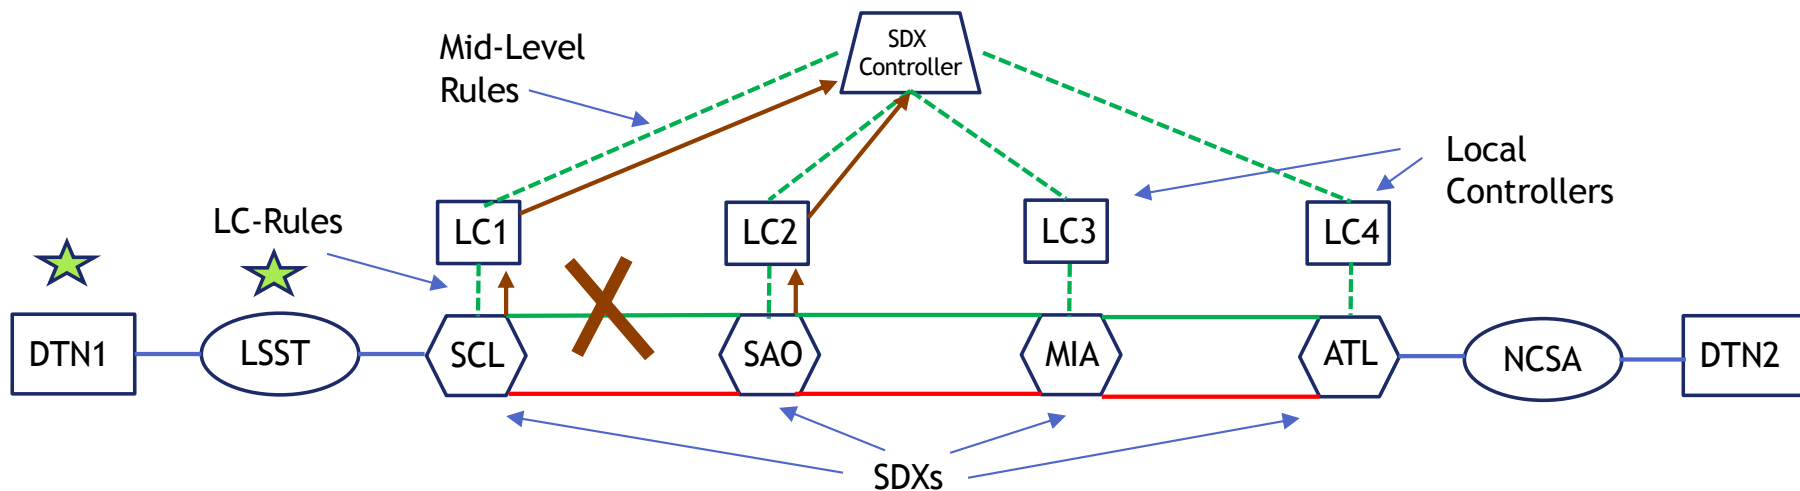 SDX
Controller
Mid-Level
Rules
Local
Controllers
LC-Rules
LC1
LC2
LC3
LC4
DTN1
LSST
SCL
SAO
MIA
ATL
NCSA
DTN2
SDXs